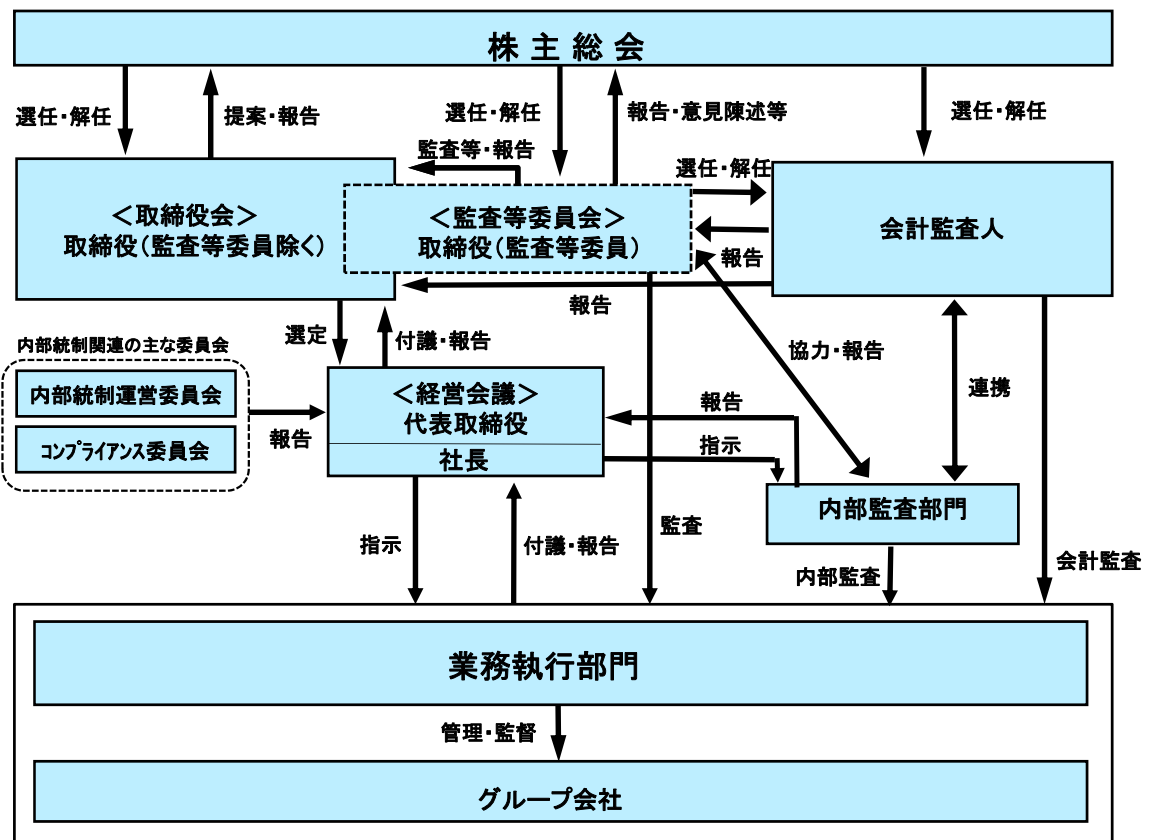 株主総会
選任・解任
提案・報告
選任・解任
報告・意見陳述等
選任・解任
監査等・報告
選任・解任
＜取締役会＞
取締役（監査等委員除く）
＜監査等委員会＞
取締役（監査等委員）
会計監査人
報告
報告
選定
付議・報告
協力・報告
連携
内部統制関連の主な委員会
内部統制運営委員会
コンプライアンス委員会
報告
＜経営会議＞
代表取締役
社長
報告
指示
内部監査部門
指示
付議・報告
監査
内部監査
会計監査
業務執行部門
管理・監督
グループ会社